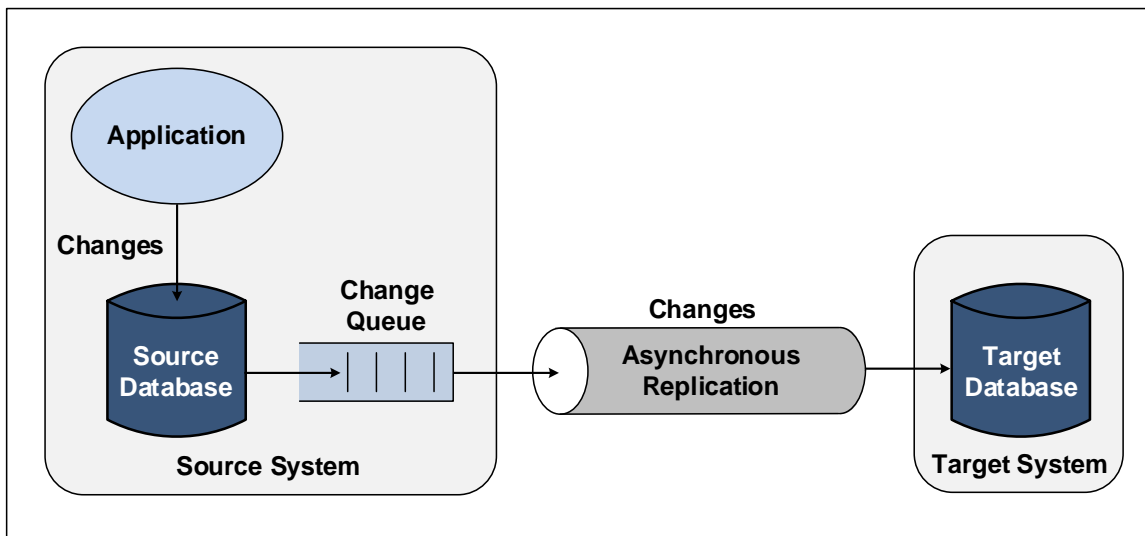 Application
Changes
Source
Database
Change
Queue
Source System
Changes
Asynchronous
Replication
Target
Database
Target System